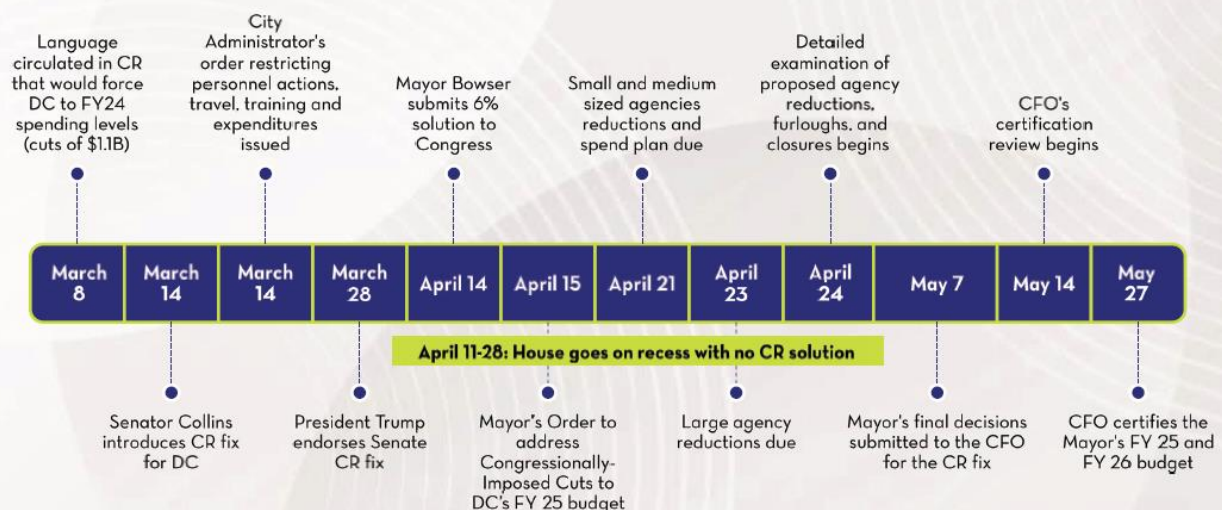 Language
circulated in CR
that would force
DC to FY24
spending levels
(cuts of $1.1B)
City
Administrator's
order restricting
personnel actions,
travel, training and
expenditures
issued
Mayor Bowser
submits 6%
solution to
Congress
Small and medium
sized agencies
reductions and
spend plan due
Detailed
examination of
proposed agency
reductions,
furloughs, and
closures begins
CFO's
certification
review begins
March
8
March
14
March
14
March
28
April 14
April 15
April 21
April
23
April
24
May 7
May 14
May
27
April 11-28: House goes on recess with no CR solution
Senator Collins
introduces CR fix
for DC
President Trump
endorses Senate
CR fix
Mayor's Order to
address
Congressionally-
Imposed Cuts to
DC's FY 25 budget
Large agency
reductions due
Mayor's final decisions
submitted to the CFO
for the CR fix
CFO certifies the
Mayor's FY 25 and
FY 26 budget